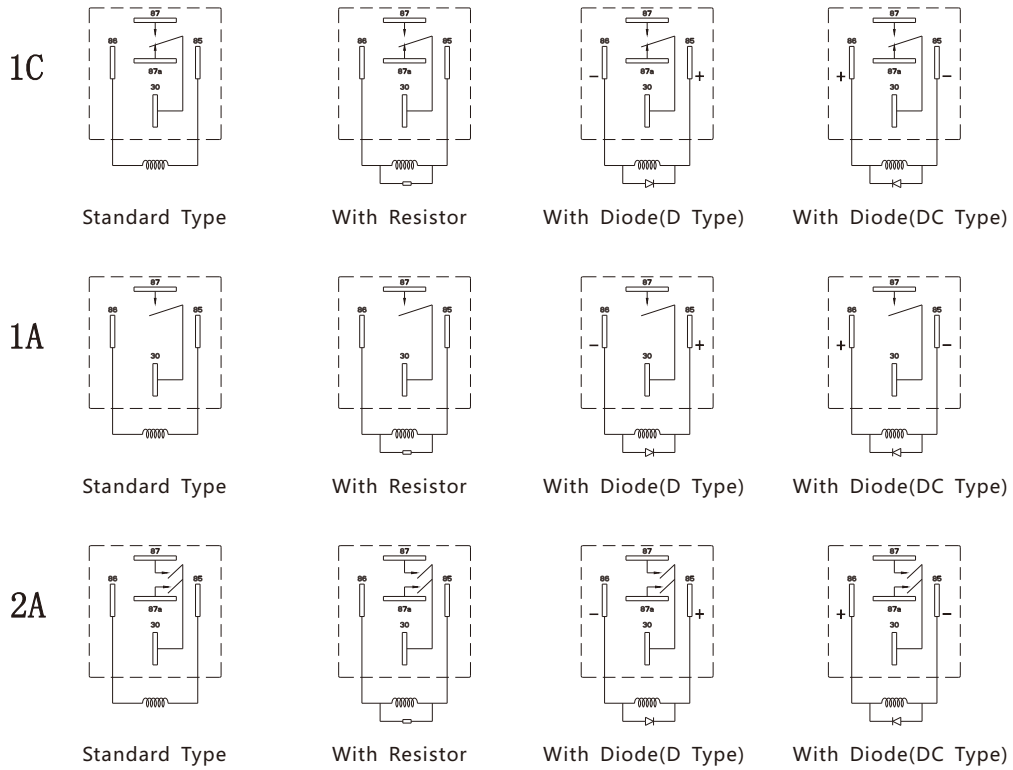 1C
87 87 87 87
86 85 86 85 86 85 86 85
87a 87a 87a 87a
- + + -
30 30 30 30
Standard Type With Resistor With Diode(D Type) With Diode(DC Type)
1A
87 87 87 87
86 85 86 85 86 85 86 85
- + + -
30 30 30 30
Standard Type With Resistor With Diode(D Type) With Diode(DC Type)
2A
87 87 87 87
86 85 86 85 86 85 86 85
87a 87a 87a 87a
- + + -
30 30 30 30
Standard Type With Resistor With Diode(D Type) With Diode(DC Type)